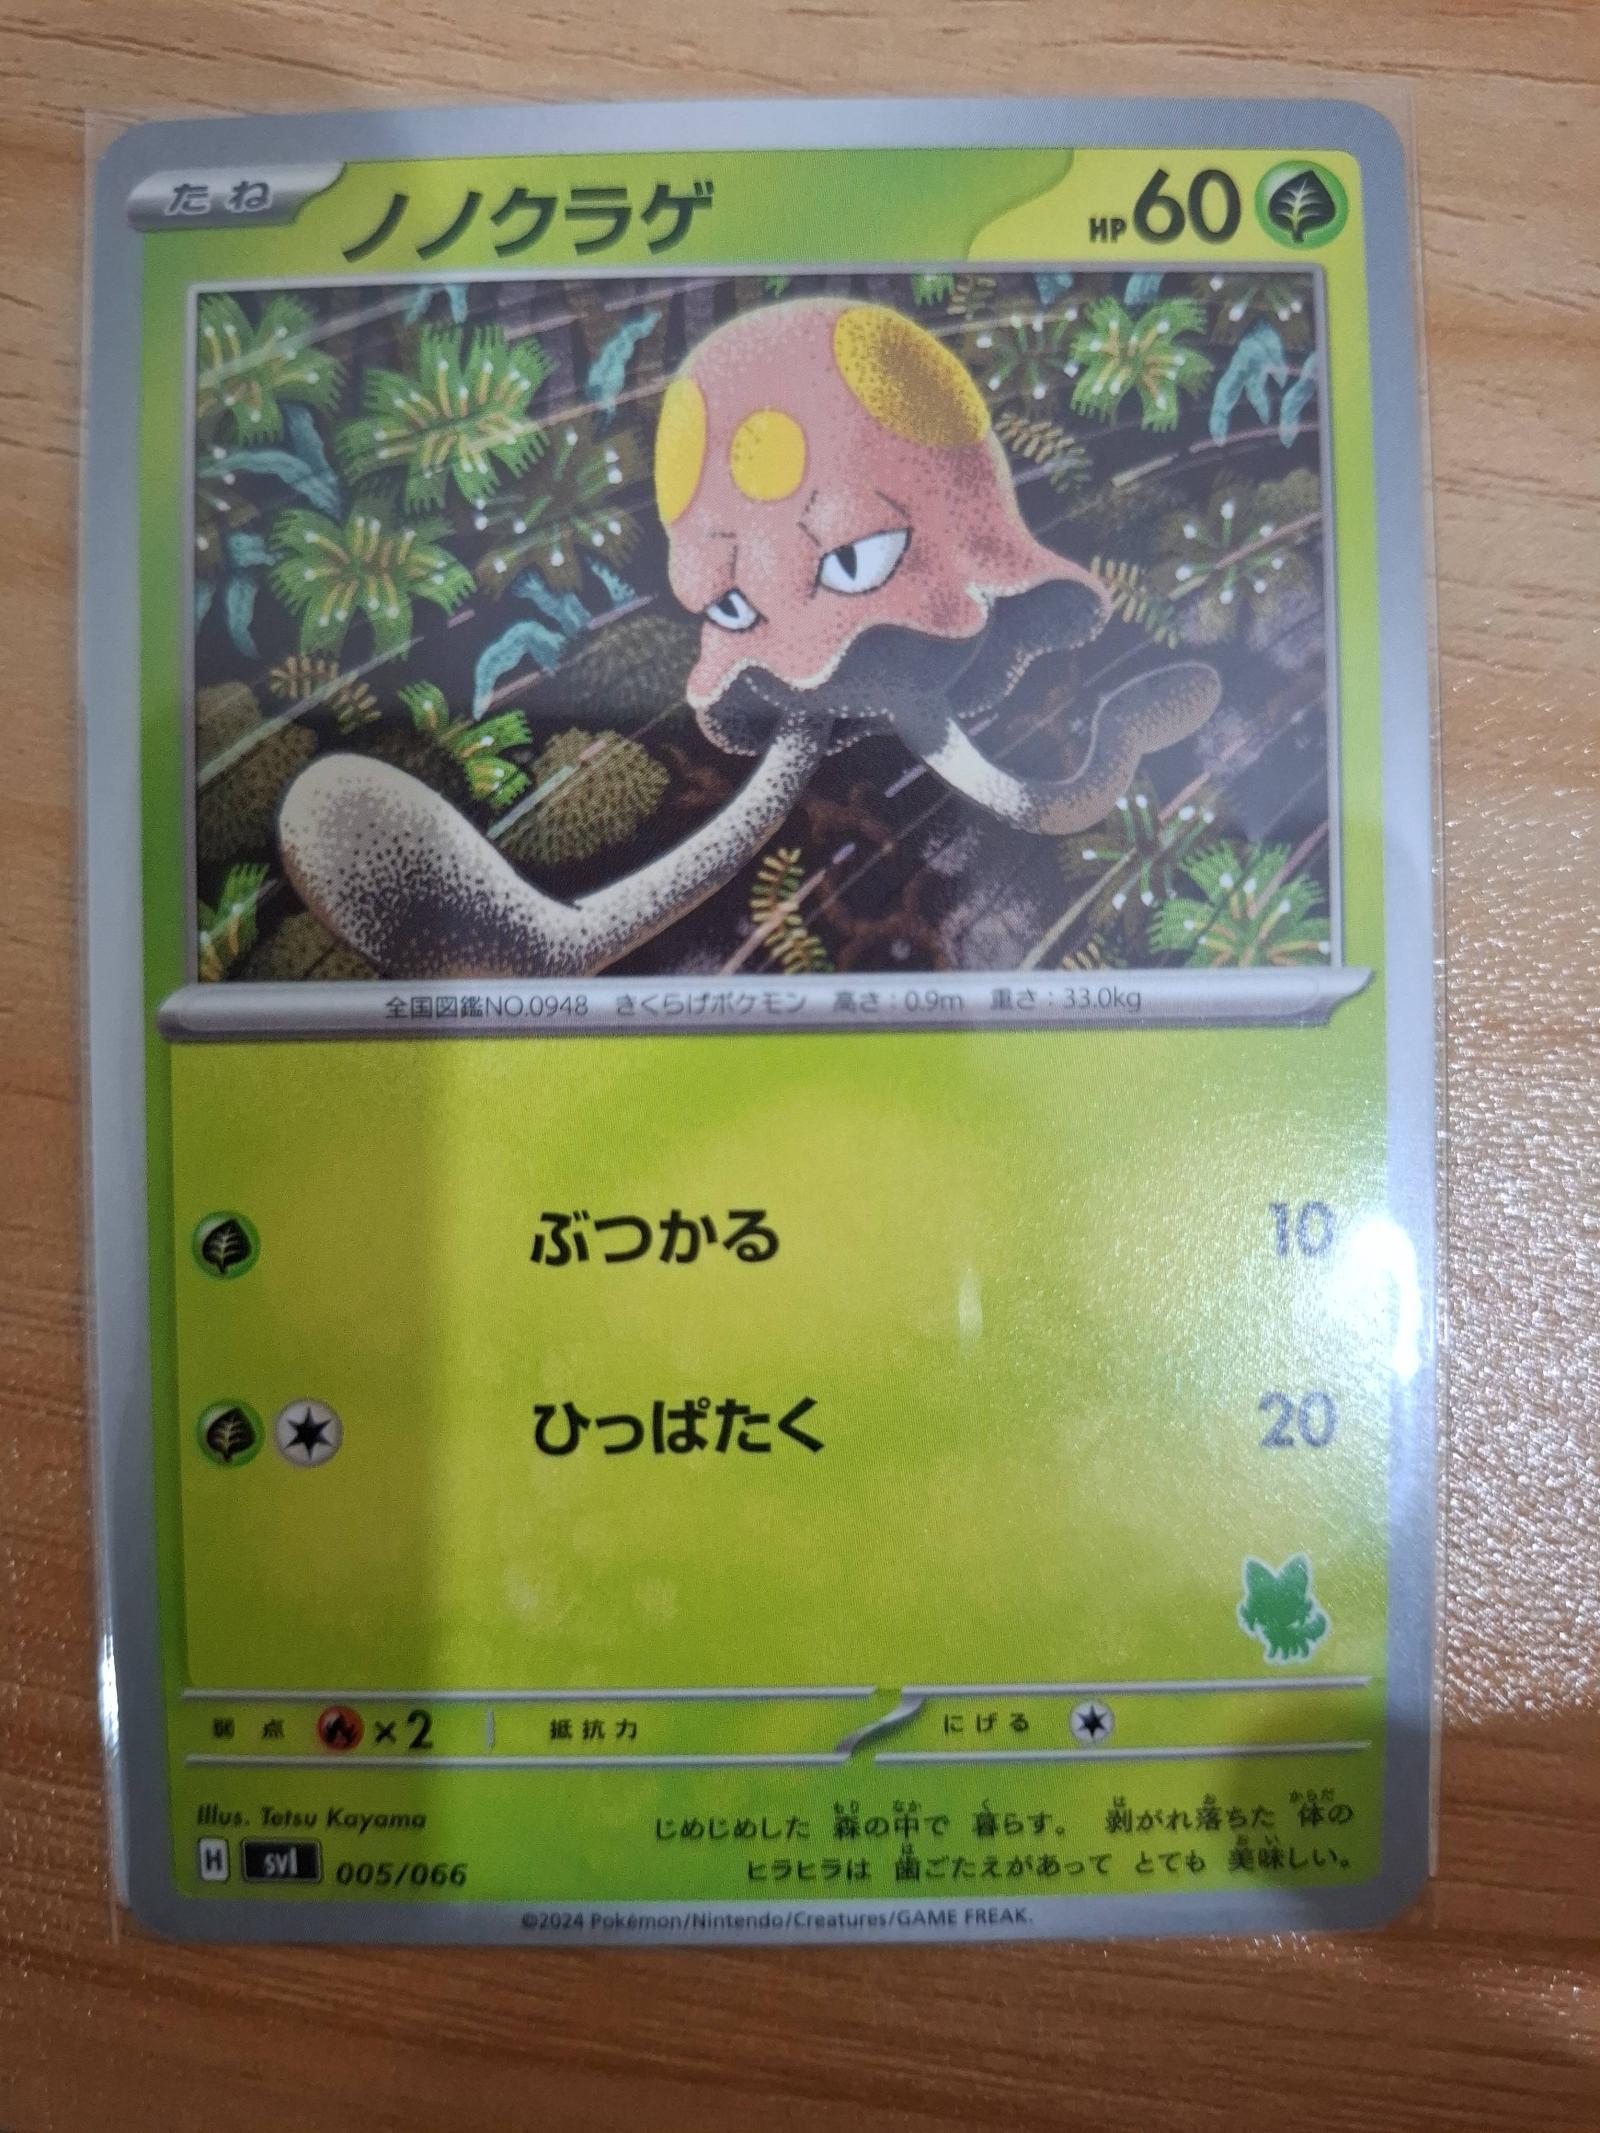 たね
ノノクラゲ
HP60
全国図鑑NO.0948 きくらげポケモン 高さ:0.9m 重さ:33.0kg
ぶつかる 10
ひっぱたく 20
弱点 ×2 抵抗力 にげる
Illus. Tetsu Kayama
H svI 005/066
じめじめした 森の中で 暮らす。 剥がれ落ちた 体の
ヒラヒラは 歯ごたえがあって とても 美味しい。
©2024 Pokémon/Nintendo/Creatures/GAME FREAK.